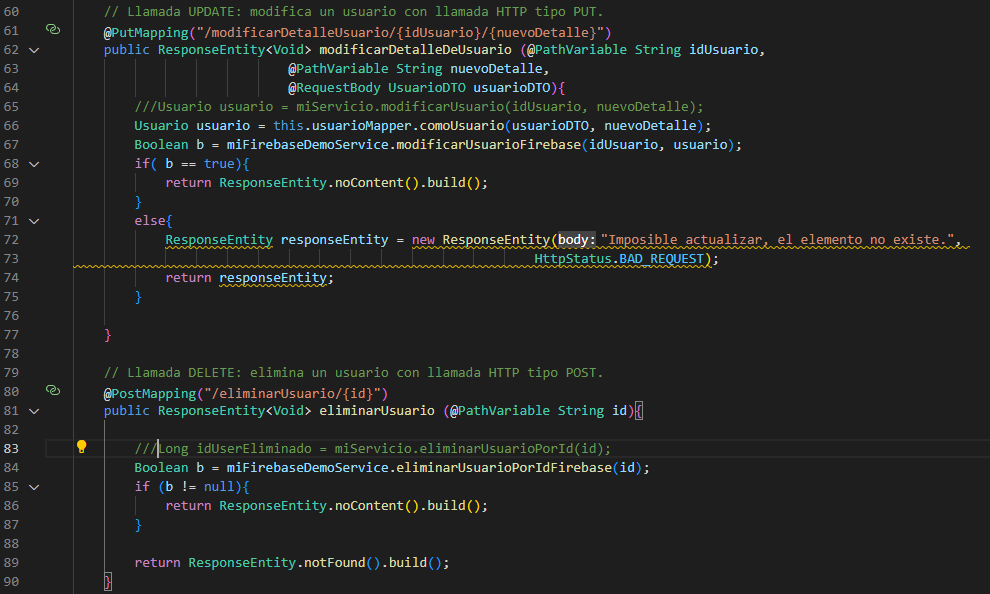 60 // Llamada UPDATE: modifica un usuario con llamada HTTP tipo PUT.
61 @PutMapping("/modificarDetalleUsuario/{idUsuario}/{nuevoDetalle}")
62 public ResponseEntity<Void> modificarDetalleDeUsuario (@PathVariable String idUsuario,
63 @PathVariable String nuevoDetalle,
64 @RequestBody UsuarioDTO usuarioDTO){
65 ///Usuario usuario = miServicio.modificarUsuario(idUsuario, nuevoDetalle);
66 Usuario usuario = this.usuarioMapper.comoUsuario(usuarioDTO, nuevoDetalle);
67 Boolean b = miFirebaseDemoService.modificarUsuarioFirebase(idUsuario, usuario);
68 if( b == true){
69 return ResponseEntity.noContent().build();
70 }
71 else{
72 ResponseEntity responseEntity = new ResponseEntity(body: "Imposible actualizar, el elemento no existe.",
73 HttpStatus.BAD_REQUEST);
74 return responseEntity;
75 }
76
77 }
78
79 // Llamada DELETE: elimina un usuario con llamada HTTP tipo POST.
80 @PostMapping("/eliminarUsuario/{id}")
81 public ResponseEntity<Void> eliminarUsuario (@PathVariable String id){
82
83 ///Long idUserEliminado = miServicio.eliminarUsuarioPorId(id);
84 Boolean b = miFirebaseDemoService.eliminarUsuarioPorIdFirebase(id);
85 if (b != null){
86 return ResponseEntity.noContent().build();
87 }
88
89 return ResponseEntity.notFound().build();
90 }